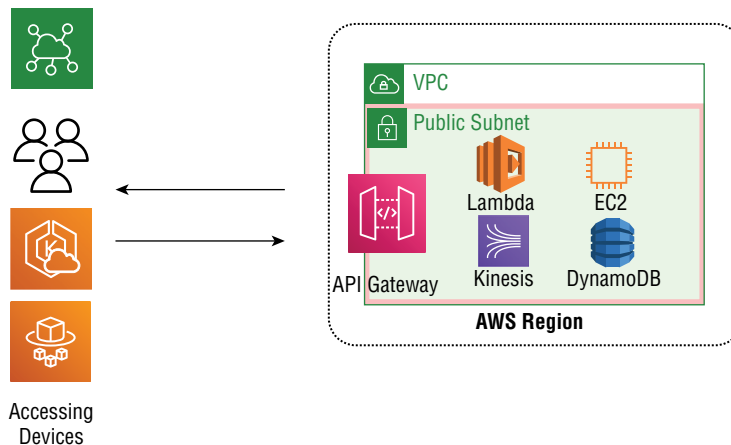 VPC
Public Subnet
Lambda
EC2
API Gateway
Kinesis
DynamoDB
AWS Region
Accessing
Devices